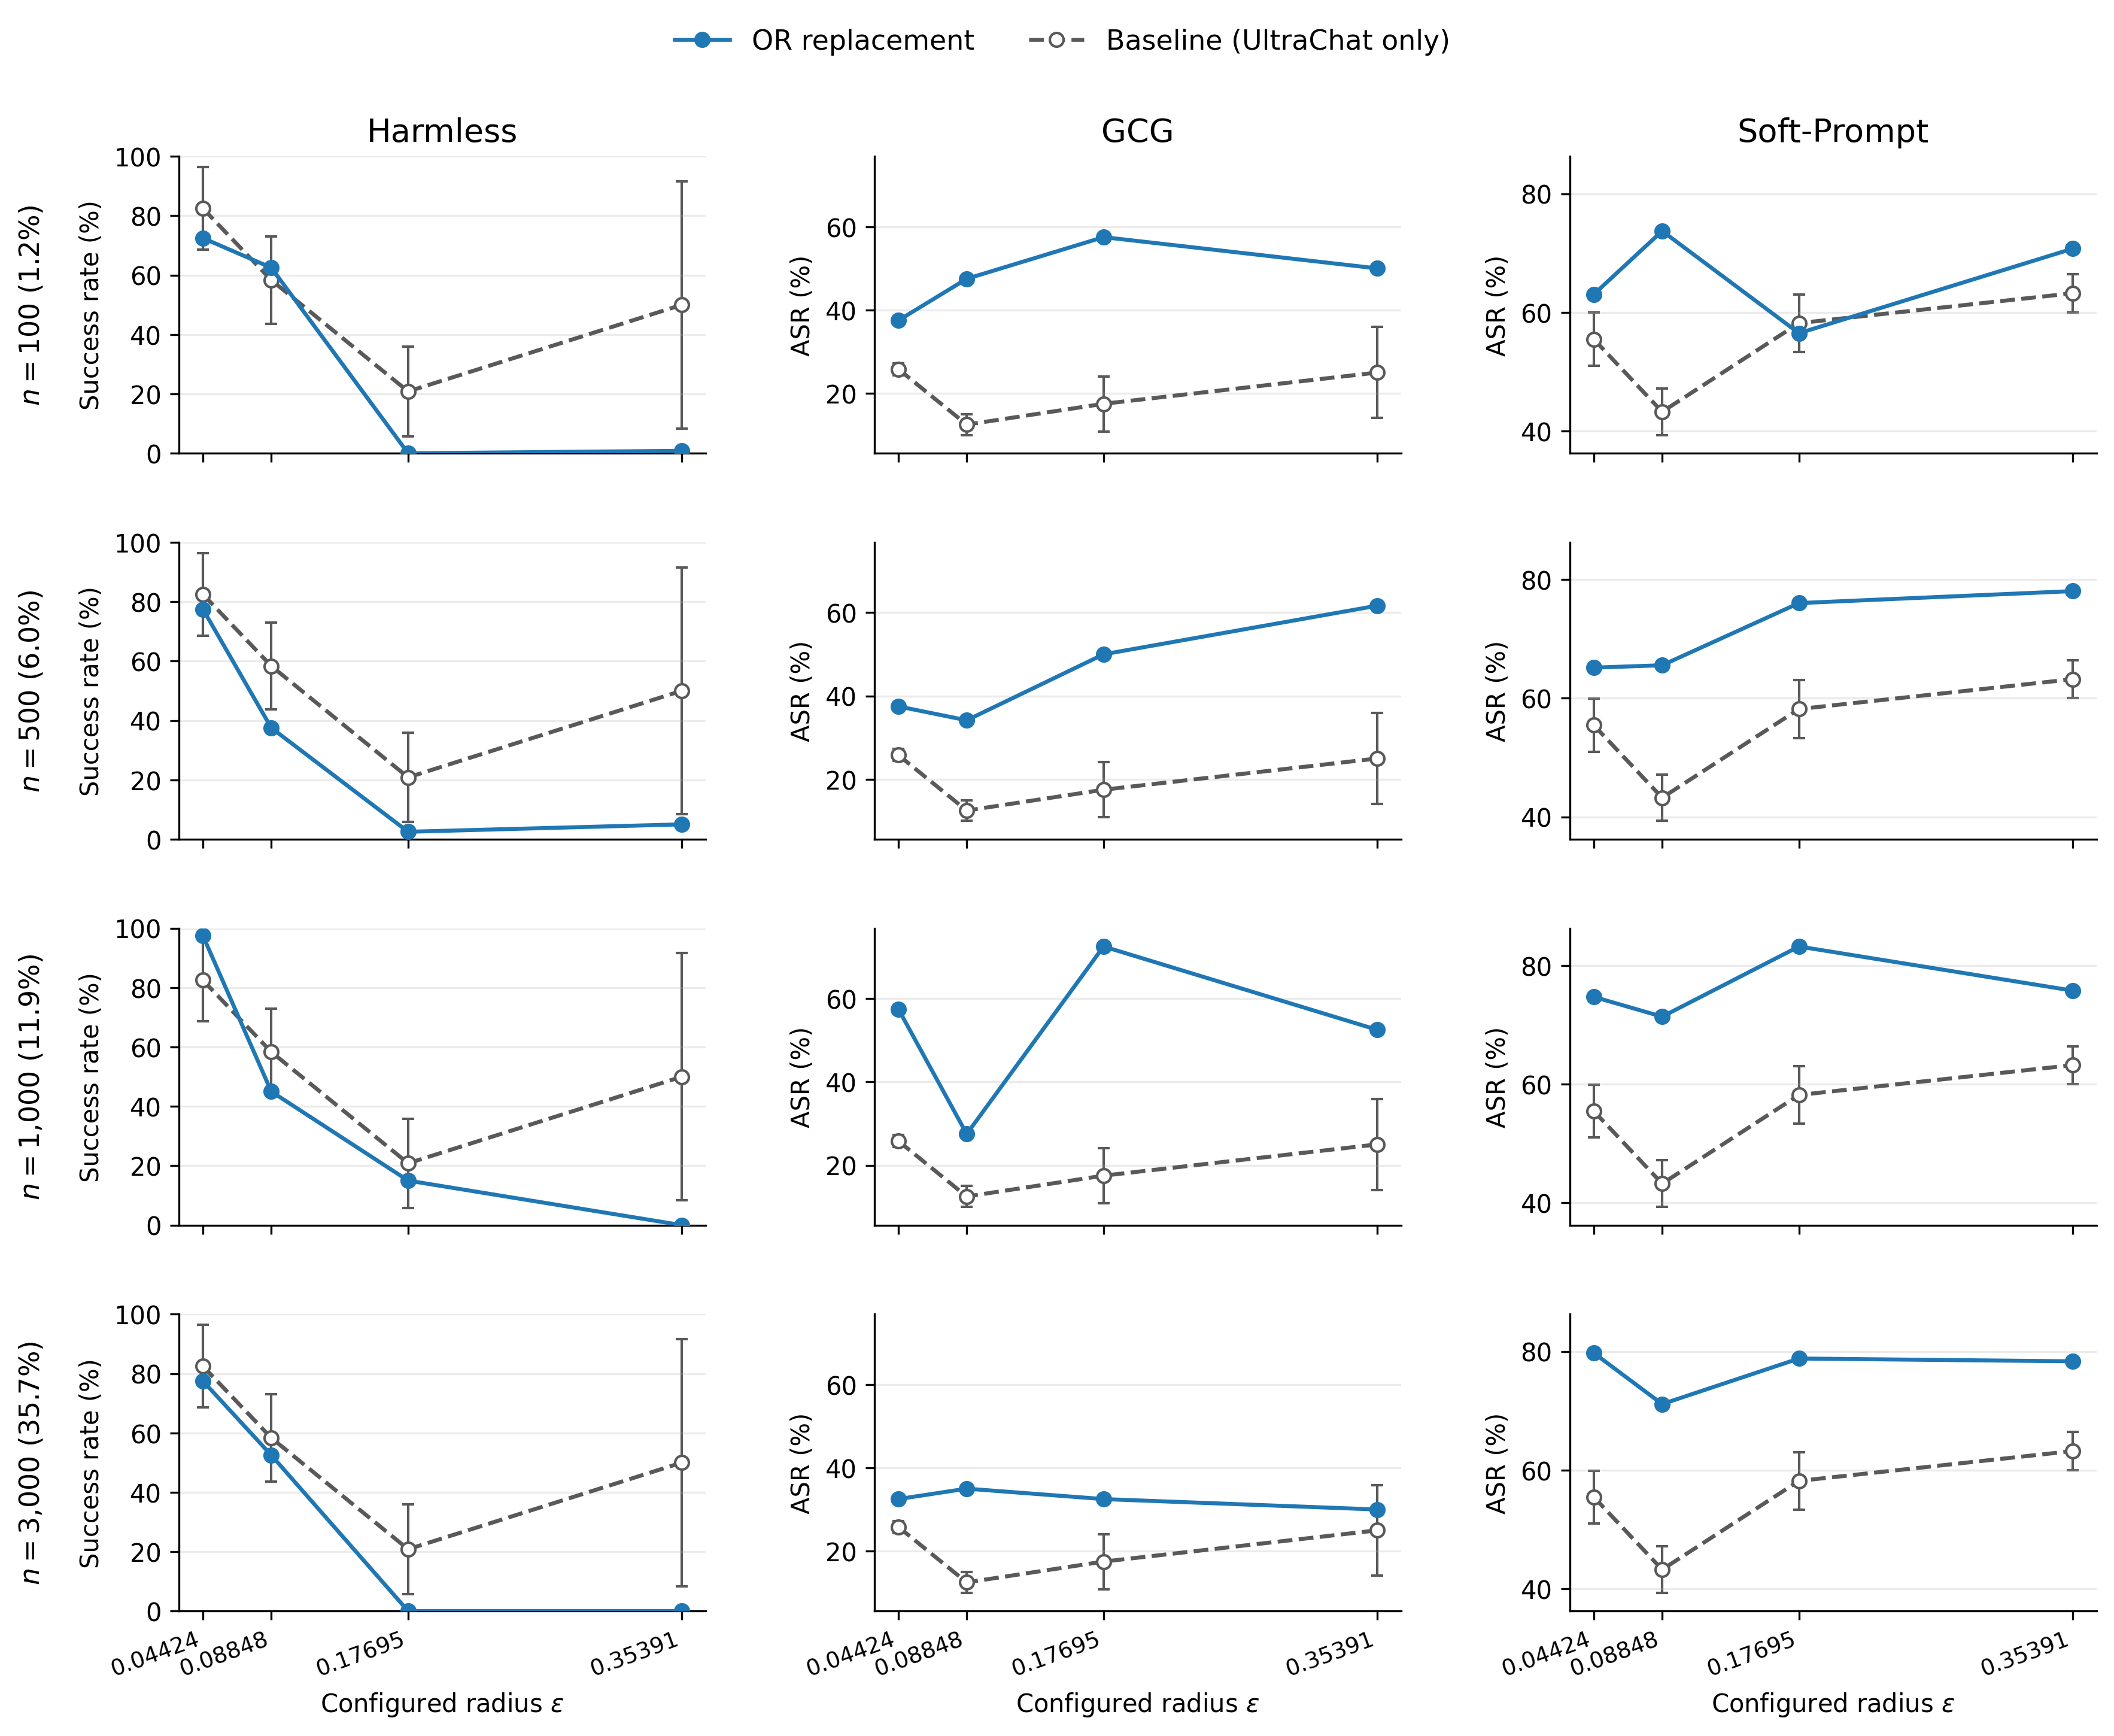 OR replacement
Baseline (UltraChat only)
Harmless
GCG
Soft-Prompt
n = 100 (1.2%)
Success rate (%)
100
80
60
40
20
0
ASR (%)
60
40
20
ASR (%)
80
60
40
n = 500 (6.0%)
Success rate (%)
100
80
60
40
20
0
ASR (%)
60
40
20
ASR (%)
80
60
40
n = 1,000 (11.9%)
Success rate (%)
100
80
60
40
20
0
ASR (%)
60
40
20
ASR (%)
80
60
40
n = 3,000 (35.7%)
Success rate (%)
100
80
60
40
20
0
ASR (%)
60
40
20
ASR (%)
80
60
40
0.04424
0.08848
0.17695
0.35391
0.04424
0.08848
0.17695
0.35391
0.04424
0.08848
0.17695
0.35391
Configured radius ε
Configured radius ε
Configured radius ε